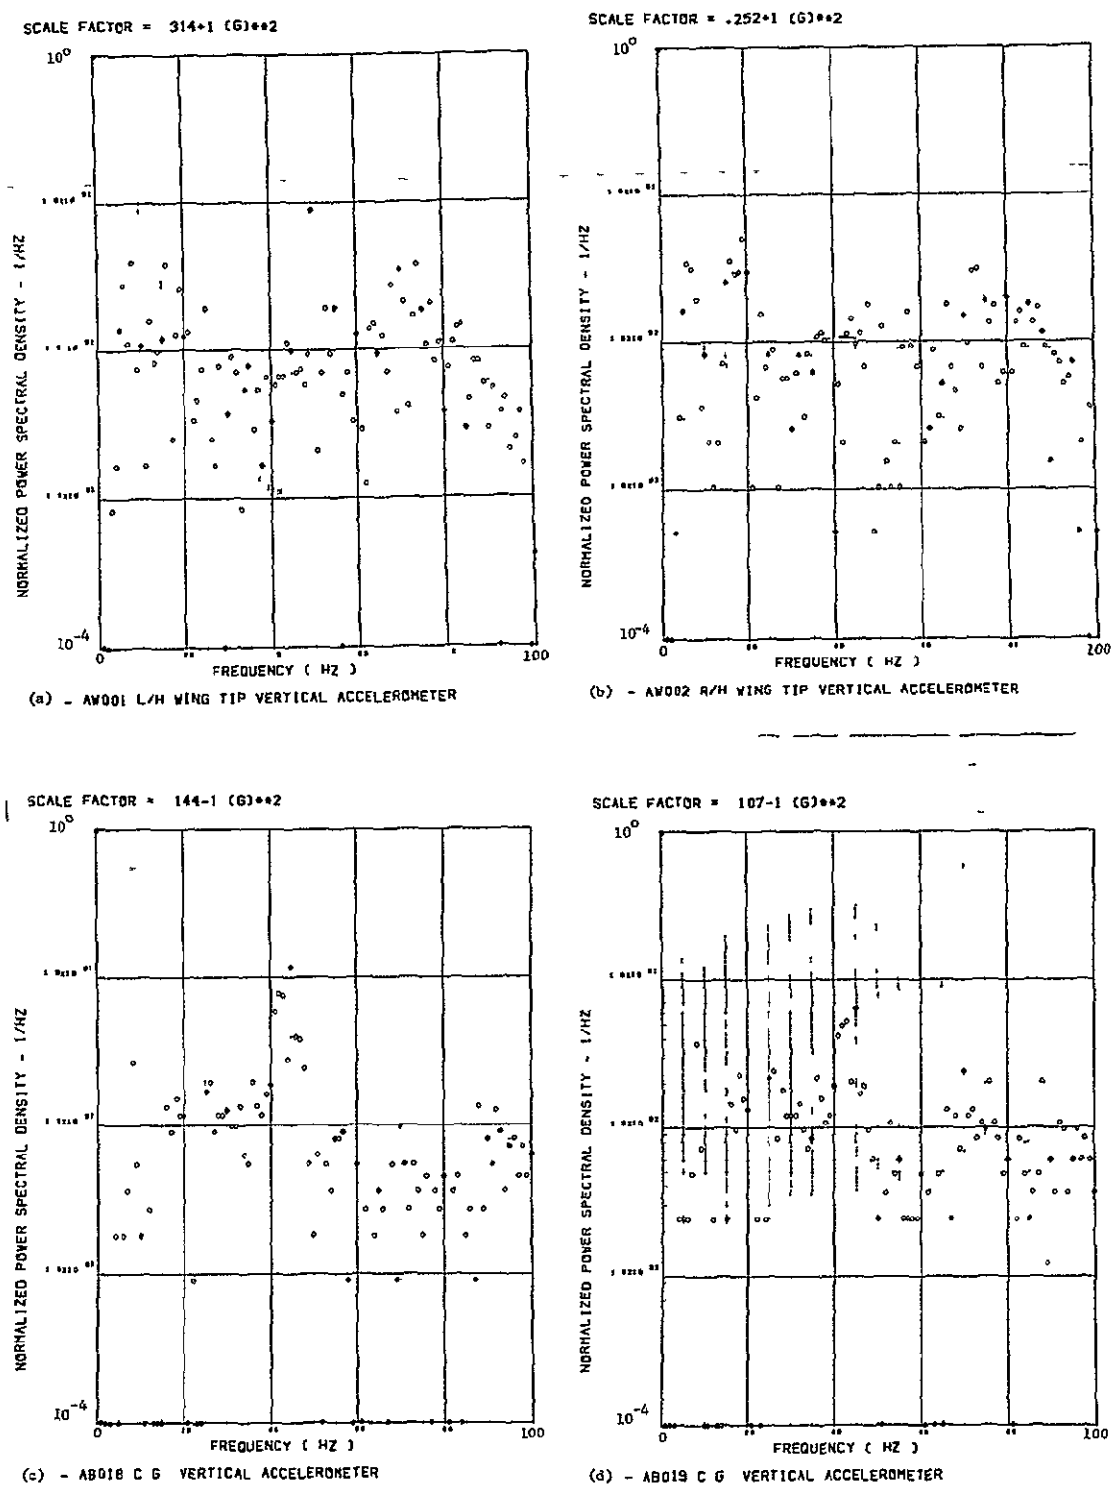 SCALE FACTOR = 314+1 (G)**2
10⁰
NORMALIZED POWER SPECTRAL DENSITY - 1/HZ
10⁻⁴
0
100
FREQUENCY ( HZ )
(a) - AW001 L/H WING TIP VERTICAL ACCELEROMETER
SCALE FACTOR = .252+1 (G)**2
10⁰
NORMALIZED POWER SPECTRAL DENSITY - 1/HZ
10⁻⁴
0
100
FREQUENCY ( HZ )
(b) - AW002 R/H WING TIP VERTICAL ACCELEROMETER
SCALE FACTOR = 144-1 (G)**2
10⁰
NORMALIZED POWER SPECTRAL DENSITY - 1/HZ
10⁻⁴
0
100
FREQUENCY ( HZ )
(c) - AB018 C G VERTICAL ACCELEROMETER
SCALE FACTOR = 107-1 (G)**2
10⁰
NORMALIZED POWER SPECTRAL DENSITY - 1/HZ
10⁻⁴
0
100
FREQUENCY ( HZ )
(d) - AB019 C G VERTICAL ACCELEROMETER